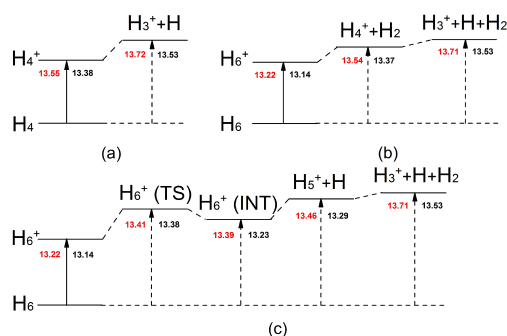 H₃⁺+H
H₄⁺
13.72 13.53
13.55 13.38
H₄
(a)
H₄⁺+H₂ H₃⁺+H+H₂
H₆⁺
13.54 13.37 13.71 13.53
13.22 13.14
H₆
(b)
H₆⁺ (TS) H₆⁺ (INT) H₅⁺+H H₃⁺+H+H₂
13.41 13.38 13.39 13.23 13.46 13.29 13.71 13.53
H₆⁺
13.22 13.14
H₆
(c)